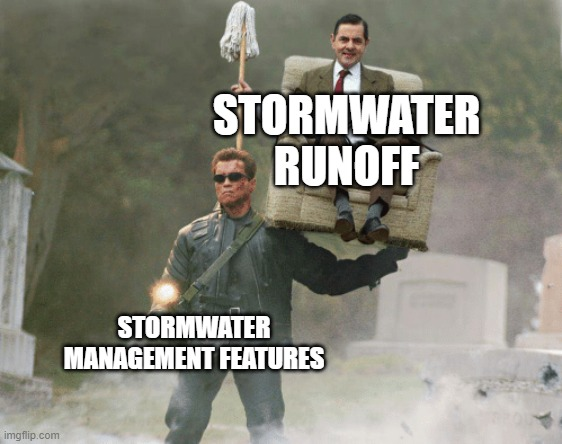 STORMWATER
RUNOFF
STORMWATER
MANAGEMENT FEATURES
imgflip.com